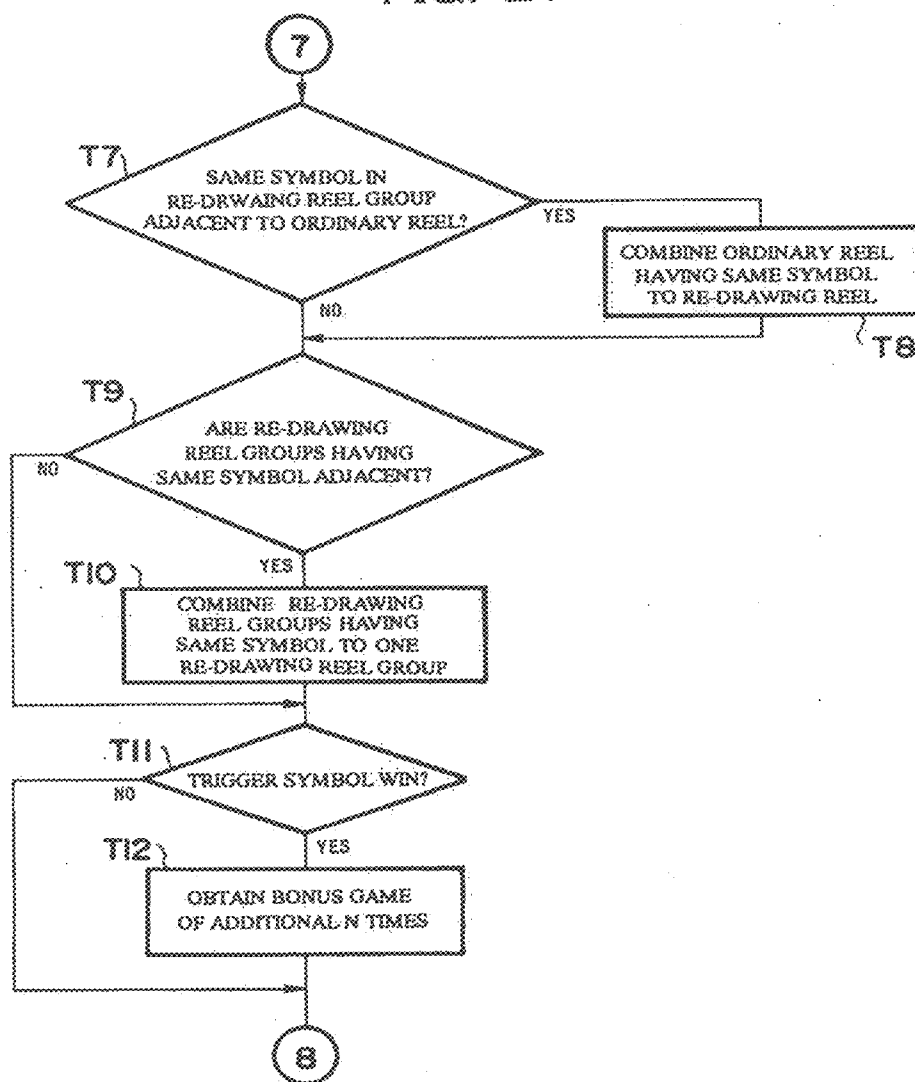 7
T7
SAME SYMBOL IN
RE-DRWAING REEL GROUP
ADJACENT TO ORDINARY REEL?
YES
COMBINE ORDINARY REEL
HAVING SAME SYMBOL
TO RE-DRAWING REEL
T8
NO
T9
ARE RE-DRAWING
REEL GROUPS HAVING
SAME SYMBOL ADJACENT?
NO
YES
T10
COMBINE RE-DRAWING
REEL GROUPS HAVING
SAME SYMBOL TO ONE
RE-DRAWING REEL GROUP
T11
TRIGGER SYMBOL WIN?
NO
YES
T12
OBTAIN BONUS GAME
OF ADDITIONAL N TIMES
8